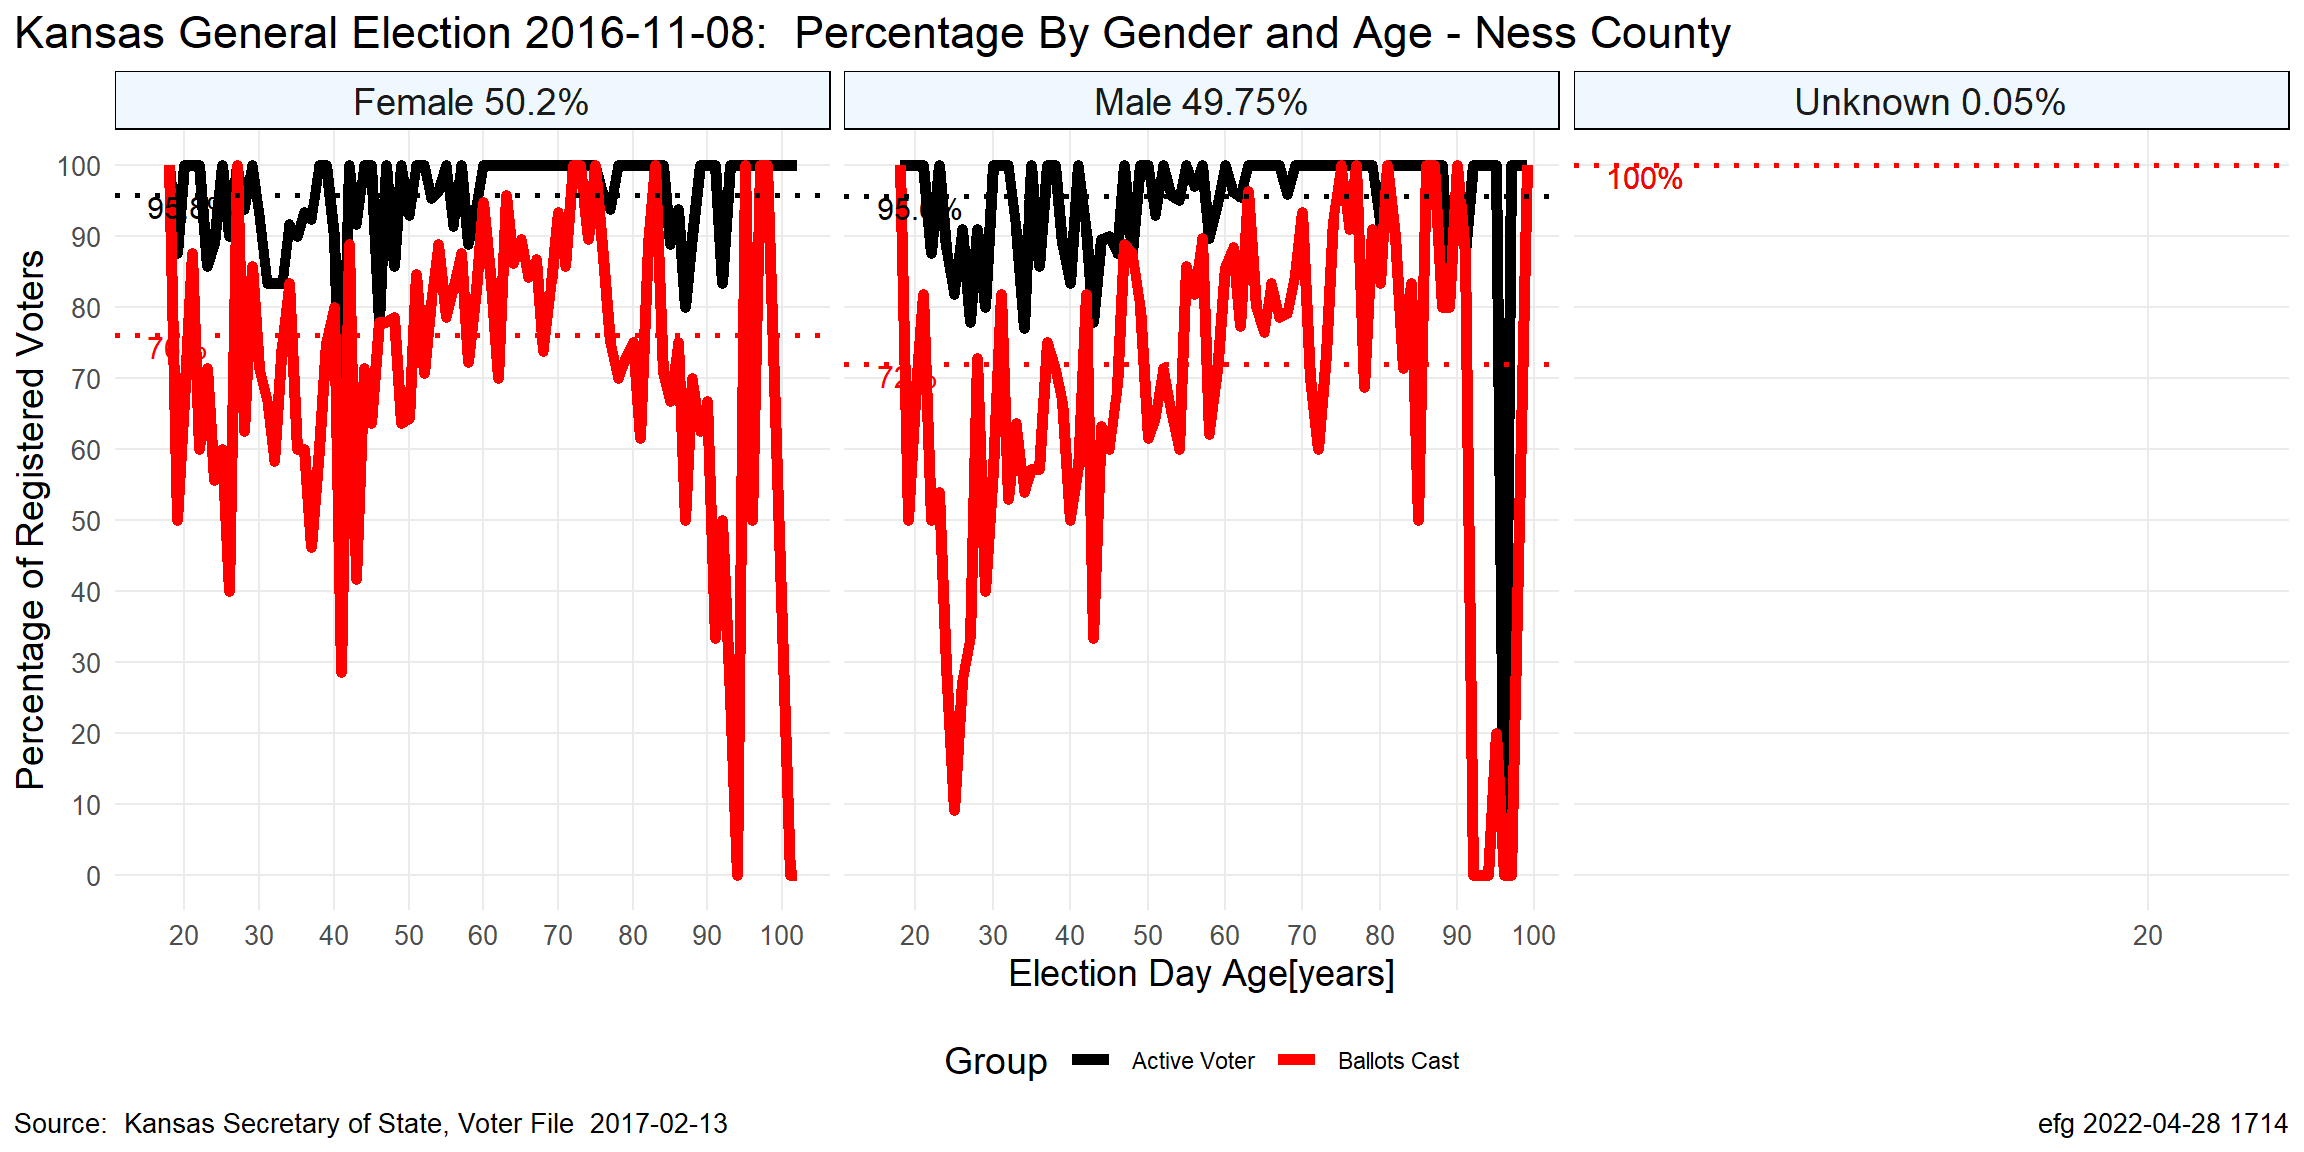 Kansas General Election 2016-11-08:  Percentage By Gender and Age - Ness County
Female 50.2%
Male 49.75%
Unknown 0.05%
Percentage of Registered Voters
100
90
80
70
60
50
40
30
20
10
0
100%
20 30 40 50 60 70 80 90 100
20 30 40 50 60 70 80 90 100
20
Election Day Age[years]
Group Active Voter Ballots Cast
Source:  Kansas Secretary of State, Voter File  2017-02-13
efg 2022-04-28 1714